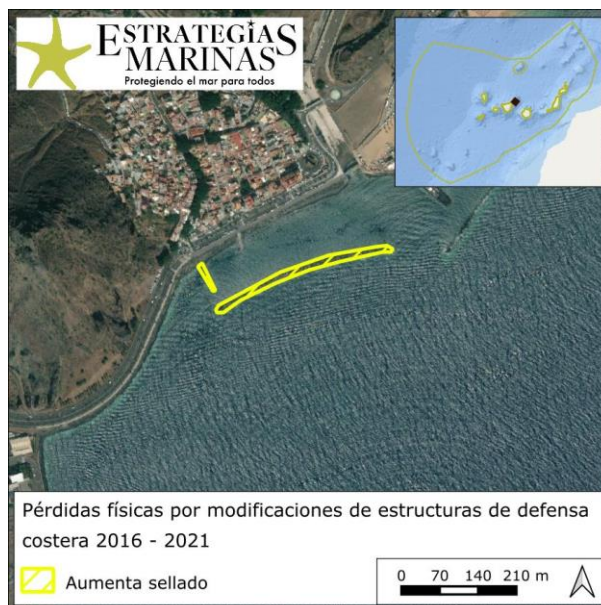 ESTRATEGIAS
MARINAS
Protegiendo el mar para todos
Pérdidas físicas por modificaciones de estructuras de defensa
costera 2016 - 2021
Aumenta sellado
0 70 140 210 m